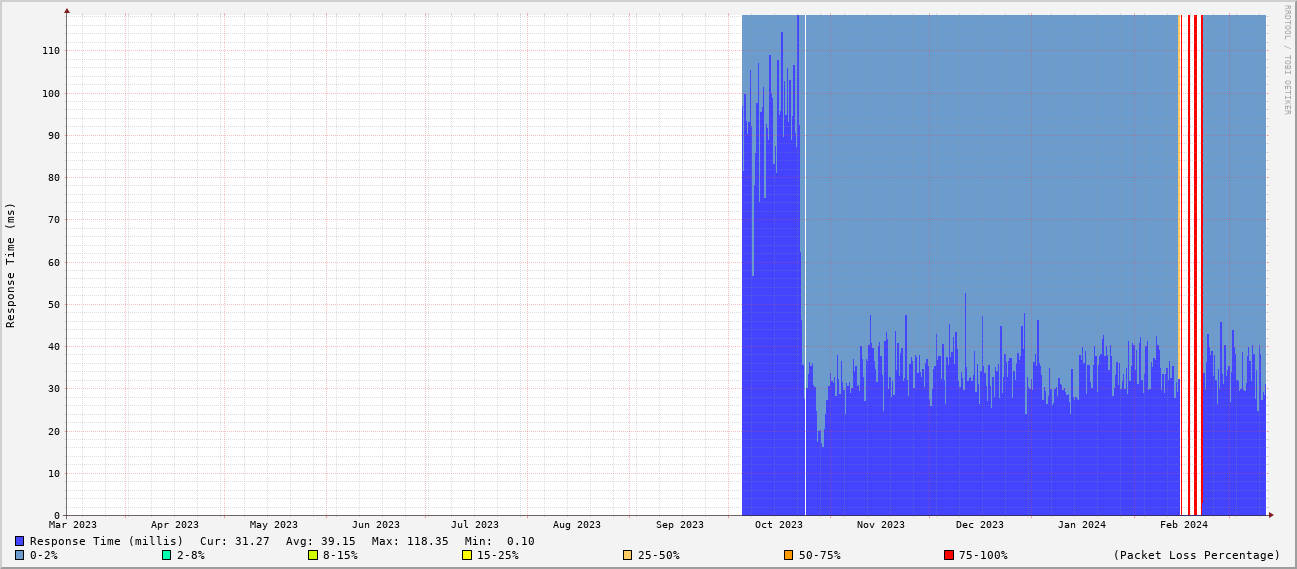 RRDTOOL / TOBI OETIKER
Response Time (ms)
110
100
90
80
70
60
50
40
30
20
10
0
Mar 2023 Apr 2023 May 2023 Jun 2023 Jul 2023 Aug 2023 Sep 2023 Oct 2023 Nov 2023 Dec 2023 Jan 2024 Feb 2024
Response Time (millis) Cur: 31.27 Avg: 39.15 Max: 118.35 Min: 0.10
0-2% 2-8% 8-15% 15-25% 25-50% 50-75% 75-100% (Packet Loss Percentage)